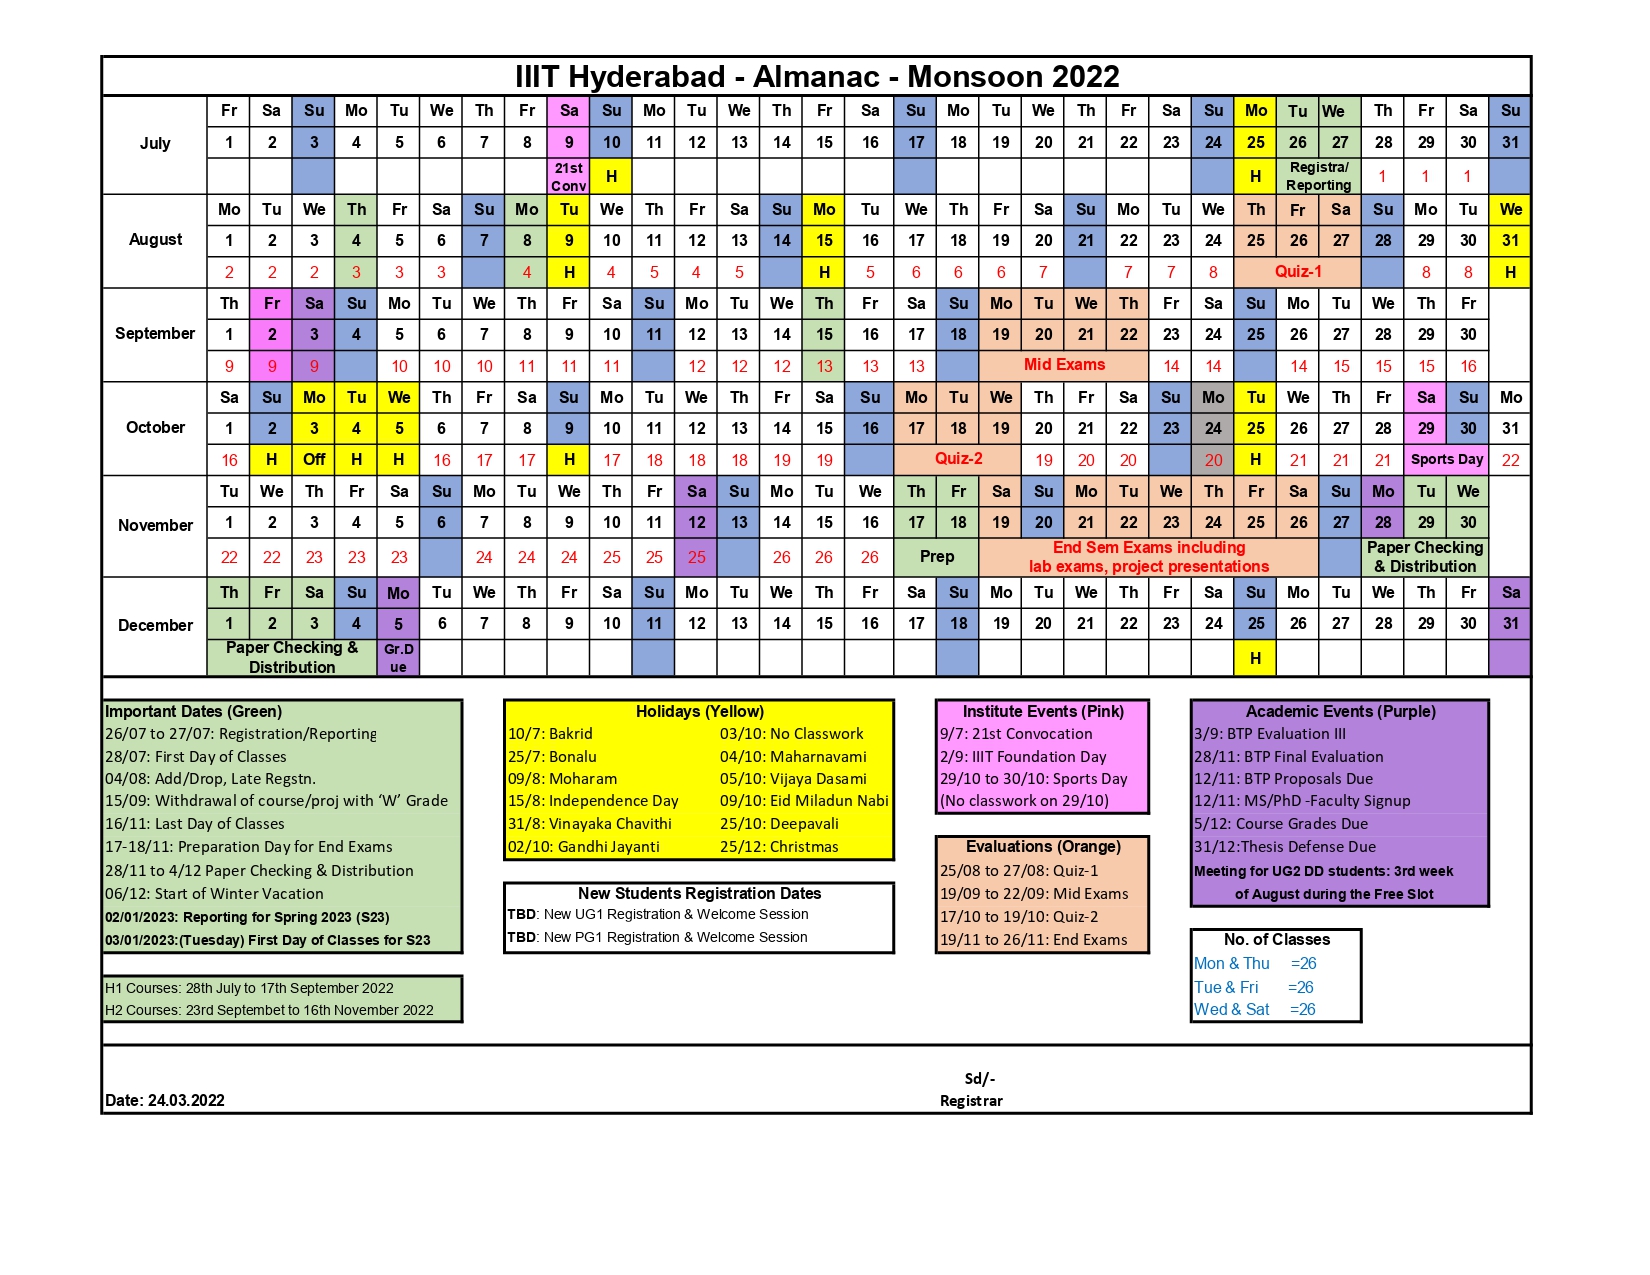 IIIT Hyderabad - Almanac - Monsoon 2022
Fr Sa Su Mo Tu We Th Fr Sa Su Mo Tu We Th Fr Sa Su Mo Tu We Th Fr Sa Su Mo Tu We Th Fr Sa Su
July 1 2 3 4 5 6 7 8 9 10 11 12 13 14 15 16 17 18 19 20 21 22 23 24 25 26 27 28 29 30 31
21st Conv H H Registra/ Reporting 1 1 1
Mo Tu We Th Fr Sa Su Mo Tu We Th Fr Sa Su Mo Tu We Th Fr Sa Su Mo Tu We Th Fr Sa Su Mo Tu We
August 1 2 3 4 5 6 7 8 9 10 11 12 13 14 15 16 17 18 19 20 21 22 23 24 25 26 27 28 29 30 31
2 2 2 3 3 3 4 H 4 5 4 5 H 5 6 6 6 7 7 7 8 Quiz-1 8 8 H
Th Fr Sa Su Mo Tu We Th Fr Sa Su Mo Tu We Th Fr Sa Su Mo Tu We Th Fr Sa Su Mo Tu We Th Fr
September 1 2 3 4 5 6 7 8 9 10 11 12 13 14 15 16 17 18 19 20 21 22 23 24 25 26 27 28 29 30
9 9 9 10 10 10 11 11 11 12 12 12 13 13 13 Mid Exams 14 14 14 15 15 15 16
Sa Su Mo Tu We Th Fr Sa Su Mo Tu We Th Fr Sa Su Mo Tu We Th Fr Sa Su Mo Tu We Th Fr Sa Su Mo
October 1 2 3 4 5 6 7 8 9 10 11 12 13 14 15 16 17 18 19 20 21 22 23 24 25 26 27 28 29 30 31
16 H Off H H 16 17 17 H 17 18 18 18 19 19 Quiz-2 19 20 20 20 H 21 21 21 Sports Day 22
Tu We Th Fr Sa Su Mo Tu We Th Fr Sa Su Mo Tu We Th Fr Sa Su Mo Tu We Th Fr Sa Su Mo Tu We
November 1 2 3 4 5 6 7 8 9 10 11 12 13 14 15 16 17 18 19 20 21 22 23 24 25 26 27 28 29 30
22 22 23 23 23 24 24 24 25 25 25 26 26 26 Prep End Sem Exams including lab exams, project presentations Paper Checking & Distribution
Th Fr Sa Su Mo Tu We Th Fr Sa Su Mo Tu We Th Fr Sa Su Mo Tu We Th Fr Sa Su Mo Tu We Th Fr Sa
December 1 2 3 4 5 6 7 8 9 10 11 12 13 14 15 16 17 18 19 20 21 22 23 24 25 26 27 28 29 30 31
Paper Checking & Distribution Gr.D ue H
Important Dates (Green)
26/07 to 27/07: Registration/Reporting
28/07: First Day of Classes
04/08: Add/Drop, Late Regstn.
15/09: Withdrawal of course/proj with ‘W’ Grade
16/11: Last Day of Classes
17-18/11: Preparation Day for End Exams
28/11 to 4/12 Paper Checking & Distribution
06/12: Start of Winter Vacation
02/01/2023: Reporting for Spring 2023 (S23)
03/01/2023:(Tuesday) First Day of Classes for S23
H1 Courses: 28th July to 17th September 2022
H2 Courses: 23rd Septembet to 16th November 2022
Holidays (Yellow)
10/7: Bakrid 03/10: No Classwork
25/7: Bonalu 04/10: Maharnavami
09/8: Moharam 05/10: Vijaya Dasami
15/8: Independence Day 09/10: Eid Miladun Nabi
31/8: Vinayaka Chavithi 25/10: Deepavali
02/10: Gandhi Jayanti 25/12: Christmas
New Students Registration Dates
TBD: New UG1 Registration & Welcome Session
TBD: New PG1 Registration & Welcome Session
Institute Events (Pink)
9/7: 21st Convocation
2/9: IIIT Foundation Day
29/10 to 30/10: Sports Day
(No classwork on 29/10)
Evaluations (Orange)
25/08 to 27/08: Quiz-1
19/09 to 22/09: Mid Exams
17/10 to 19/10: Quiz-2
19/11 to 26/11: End Exams
Academic Events (Purple)
3/9: BTP Evaluation III
28/11: BTP Final Evaluation
12/11: BTP Proposals Due
12/11: MS/PhD -Faculty Signup
5/12: Course Grades Due
31/12:Thesis Defense Due
Meeting for UG2 DD students: 3rd week
of August during the Free Slot
No. of Classes
Mon & Thu =26
Tue & Fri =26
Wed & Sat =26
Sd/-
Date: 24.03.2022 Registrar